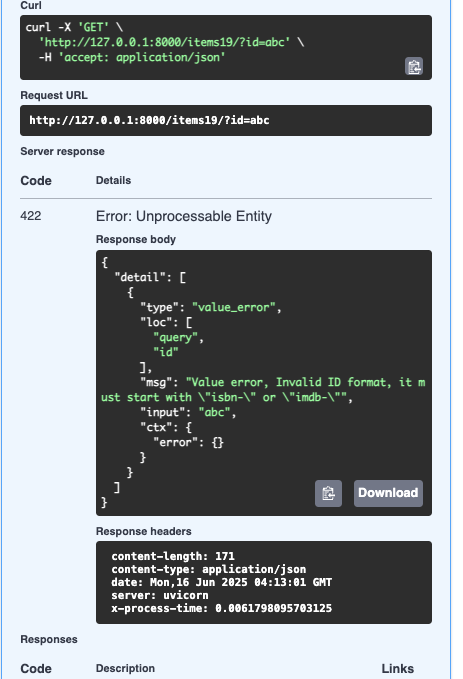 Curl
curl -X 'GET' \
  'http://127.0.0.1:8000/items19/?id=abc' \
  -H 'accept: application/json'
Request URL
http://127.0.0.1:8000/items19/?id=abc
Server response
Code Details
422 Error: Unprocessable Entity
Response body
{
  "detail": [
    {
      "type": "value_error",
      "loc": [
        "query",
        "id"
      ],
      "msg": "Value error, Invalid ID format, it m
ust start with \"isbn-\" or \"imdb-\"",
      "input": "abc",
      "ctx": {
        "error": {}
      }
    }
  ]
}
Download
Response headers
content-length: 171
content-type: application/json
date: Mon,16 Jun 2025 04:13:01 GMT
server: uvicorn
x-process-time: 0.0061798095703125
Responses
Code Description Links